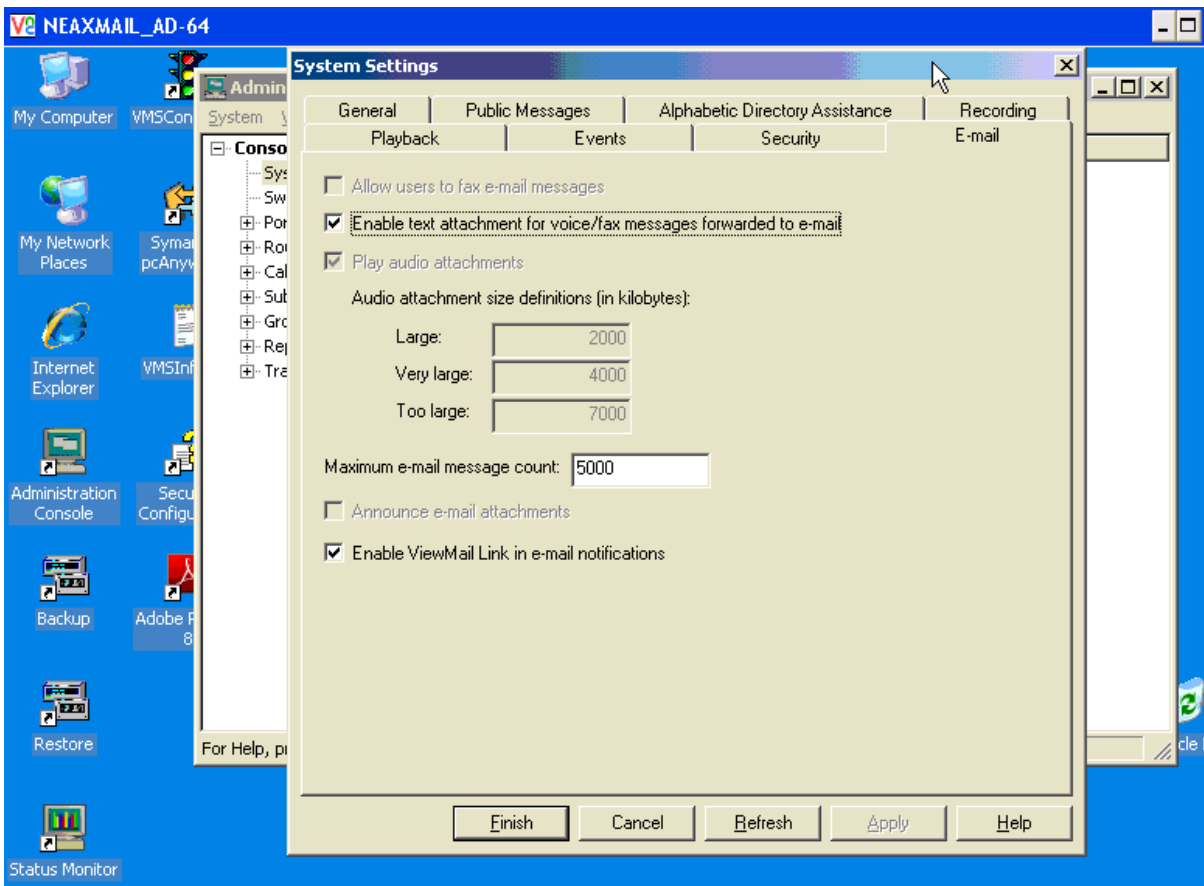 NEAXMAIL_AD-64
My Computer
VMSCon
My Network
Places
Syma
pcAnyw
Internet
Explorer
VMSInf
Administration
Console
Secu
Configu
Backup
Adobe
8
Restore
Status Monitor
Admin
System
Conso
Sys
Sw
Por
Rou
Cal
Sub
Gro
Rep
Tra
For Help, pr
System Settings
General
Public Messages
Alphabetic Directory Assistance
Recording
Playback
Events
Security
E-mail
Allow users to fax e-mail messages
Enable text attachment for voice/fax messages forwarded to e-mail
Play audio attachments
Audio attachment size definitions (in kilobytes):
Large: 2000
Very large: 4000
Too large: 7000
Maximum e-mail message count: 5000
Announce e-mail attachments
Enable ViewMail Link in e-mail notifications
Finish
Cancel
Refresh
Apply
Help
cle